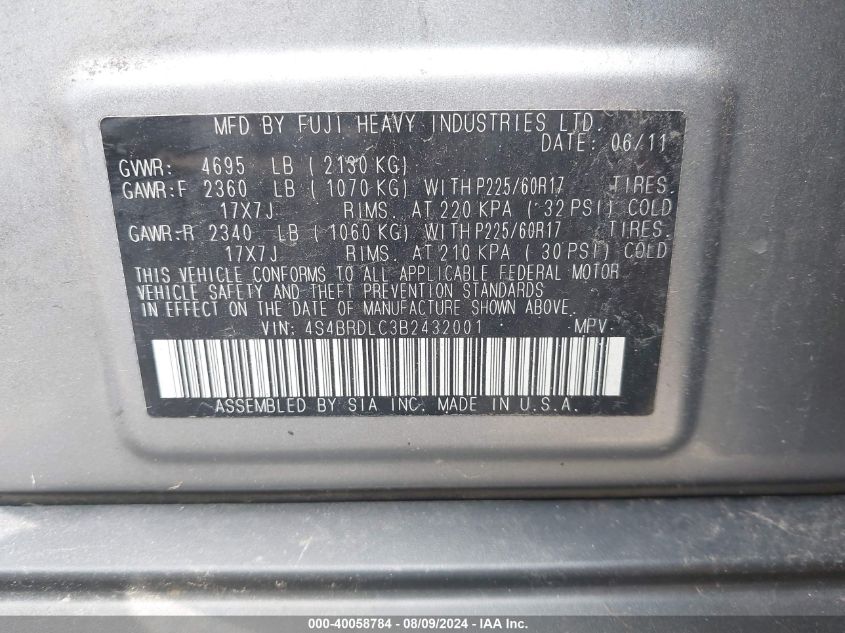 MFD BY FUJI HEAVY INDUSTRIES LTD.
DATE: 06/11
GVWR: 4695 LB ( 2130 KG)
GAWR:F 2360 LB ( 1070 KG) WITH P225/60R17 TIRES.
17X7J RIMS. AT 220 KPA ( 32 PSI) COLD
GAWR:R 2340 LB ( 1060 KG) WITH P225/60R17 TIRES.
17X7J RIMS. AT 210 KPA ( 30 PSI) COLD
THIS VEHICLE CONFORMS TO ALL APPLICABLE FEDERAL MOTOR
VEHICLE SAFETY AND THEFT PREVENTION STANDARDS
IN EFFECT ON THE DATE OF MANUFACTURE SHOWN ABOVE.
VIN: 4S4BRDLC3B2432001 MPV
ASSEMBLED BY SIA INC. MADE IN U.S.A.
000-40058784 - 08/09/2024 - IAA Inc.